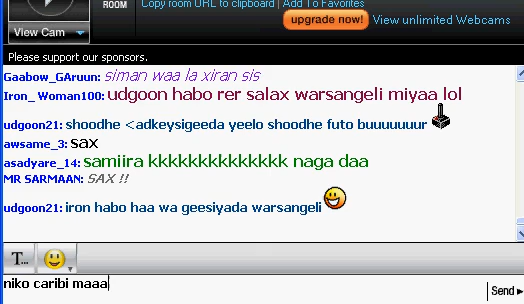 ROOM
Copy room URL to clipboard | Add To Favorites
upgrade now! View unlimited Webcams
View Cam
Please support our sponsors.
Gaabow_GAruun: siman waa la xiran sis
Iron_ Woman100: udgoon habo rer salax warsangeli miyaa lol
udgoon21: shoodhe <adkeysigeeda yeelo shoodhe futo buuuuuuur
awsame_3: sax
asadyare_14: samiira kkkkkkkkkkkkkk naga daa
MR SARMAAN: SAX !!
udgoon21: iron habo haa wa geesiyada warsangeli
T...
niko caribi maaa
Send